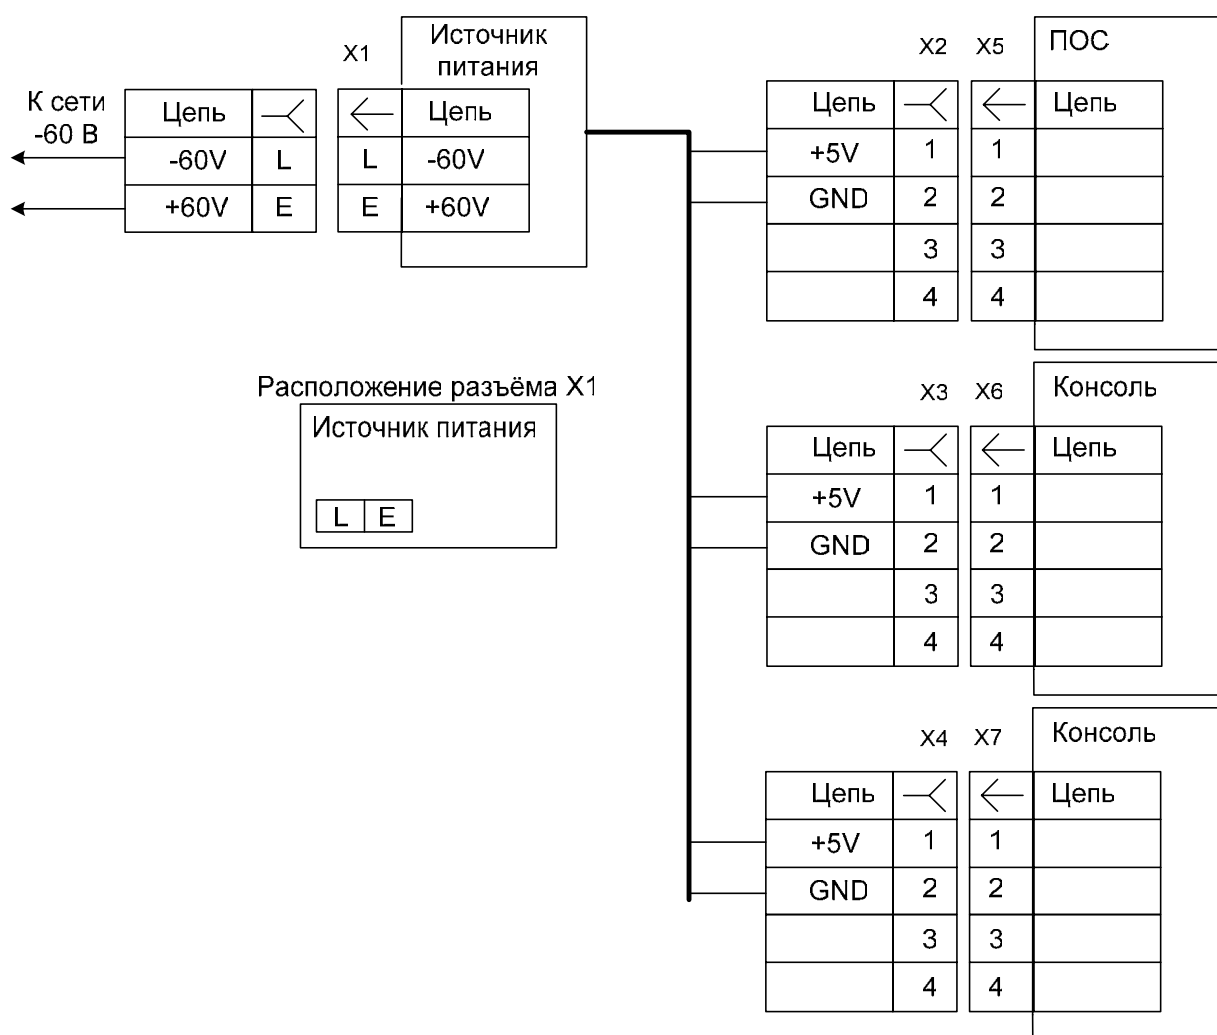 X1
Источник
питания
К сети
-60 В
Цепь
Цепь
-60V L
L -60V
+60V E
E +60V
Расположение разъёма X1
Источник питания
L E
X2 X5
ПОС
Цепь
Цепь
+5V 1
1
GND 2
2
3
3
4
4
X3 X6
Консоль
Цепь
Цепь
+5V 1
1
GND 2
2
3
3
4
4
X4 X7
Консоль
Цепь
Цепь
+5V 1
1
GND 2
2
3
3
4
4